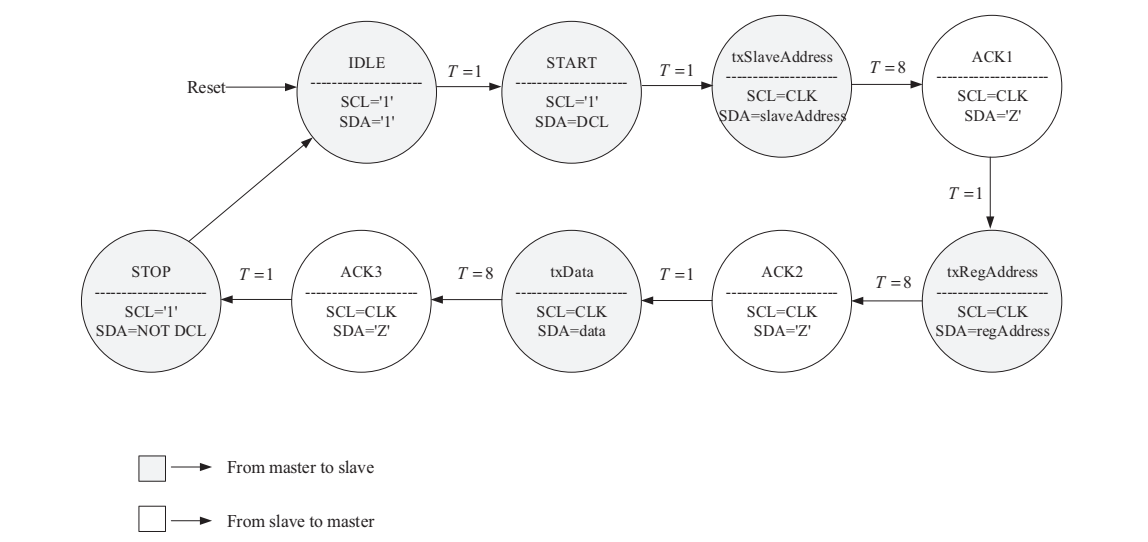 Reset
IDLE
SCL='1'
SDA='1'
T=1
START
SCL='1'
SDA=DCL
T=1
txSlaveAddress
SCL=CLK
SDA=slaveAddress
T=8
ACK1
SCL=CLK
SDA='Z'
T=1
txRegAddress
SCL=CLK
SDA=regAddress
T=8
ACK2
SCL=CLK
SDA='Z'
T=1
txData
SCL=CLK
SDA=data
T=8
ACK3
SCL=CLK
SDA='Z'
T=1
STOP
SCL='1'
SDA=NOT DCL
From master to slave
From slave to master